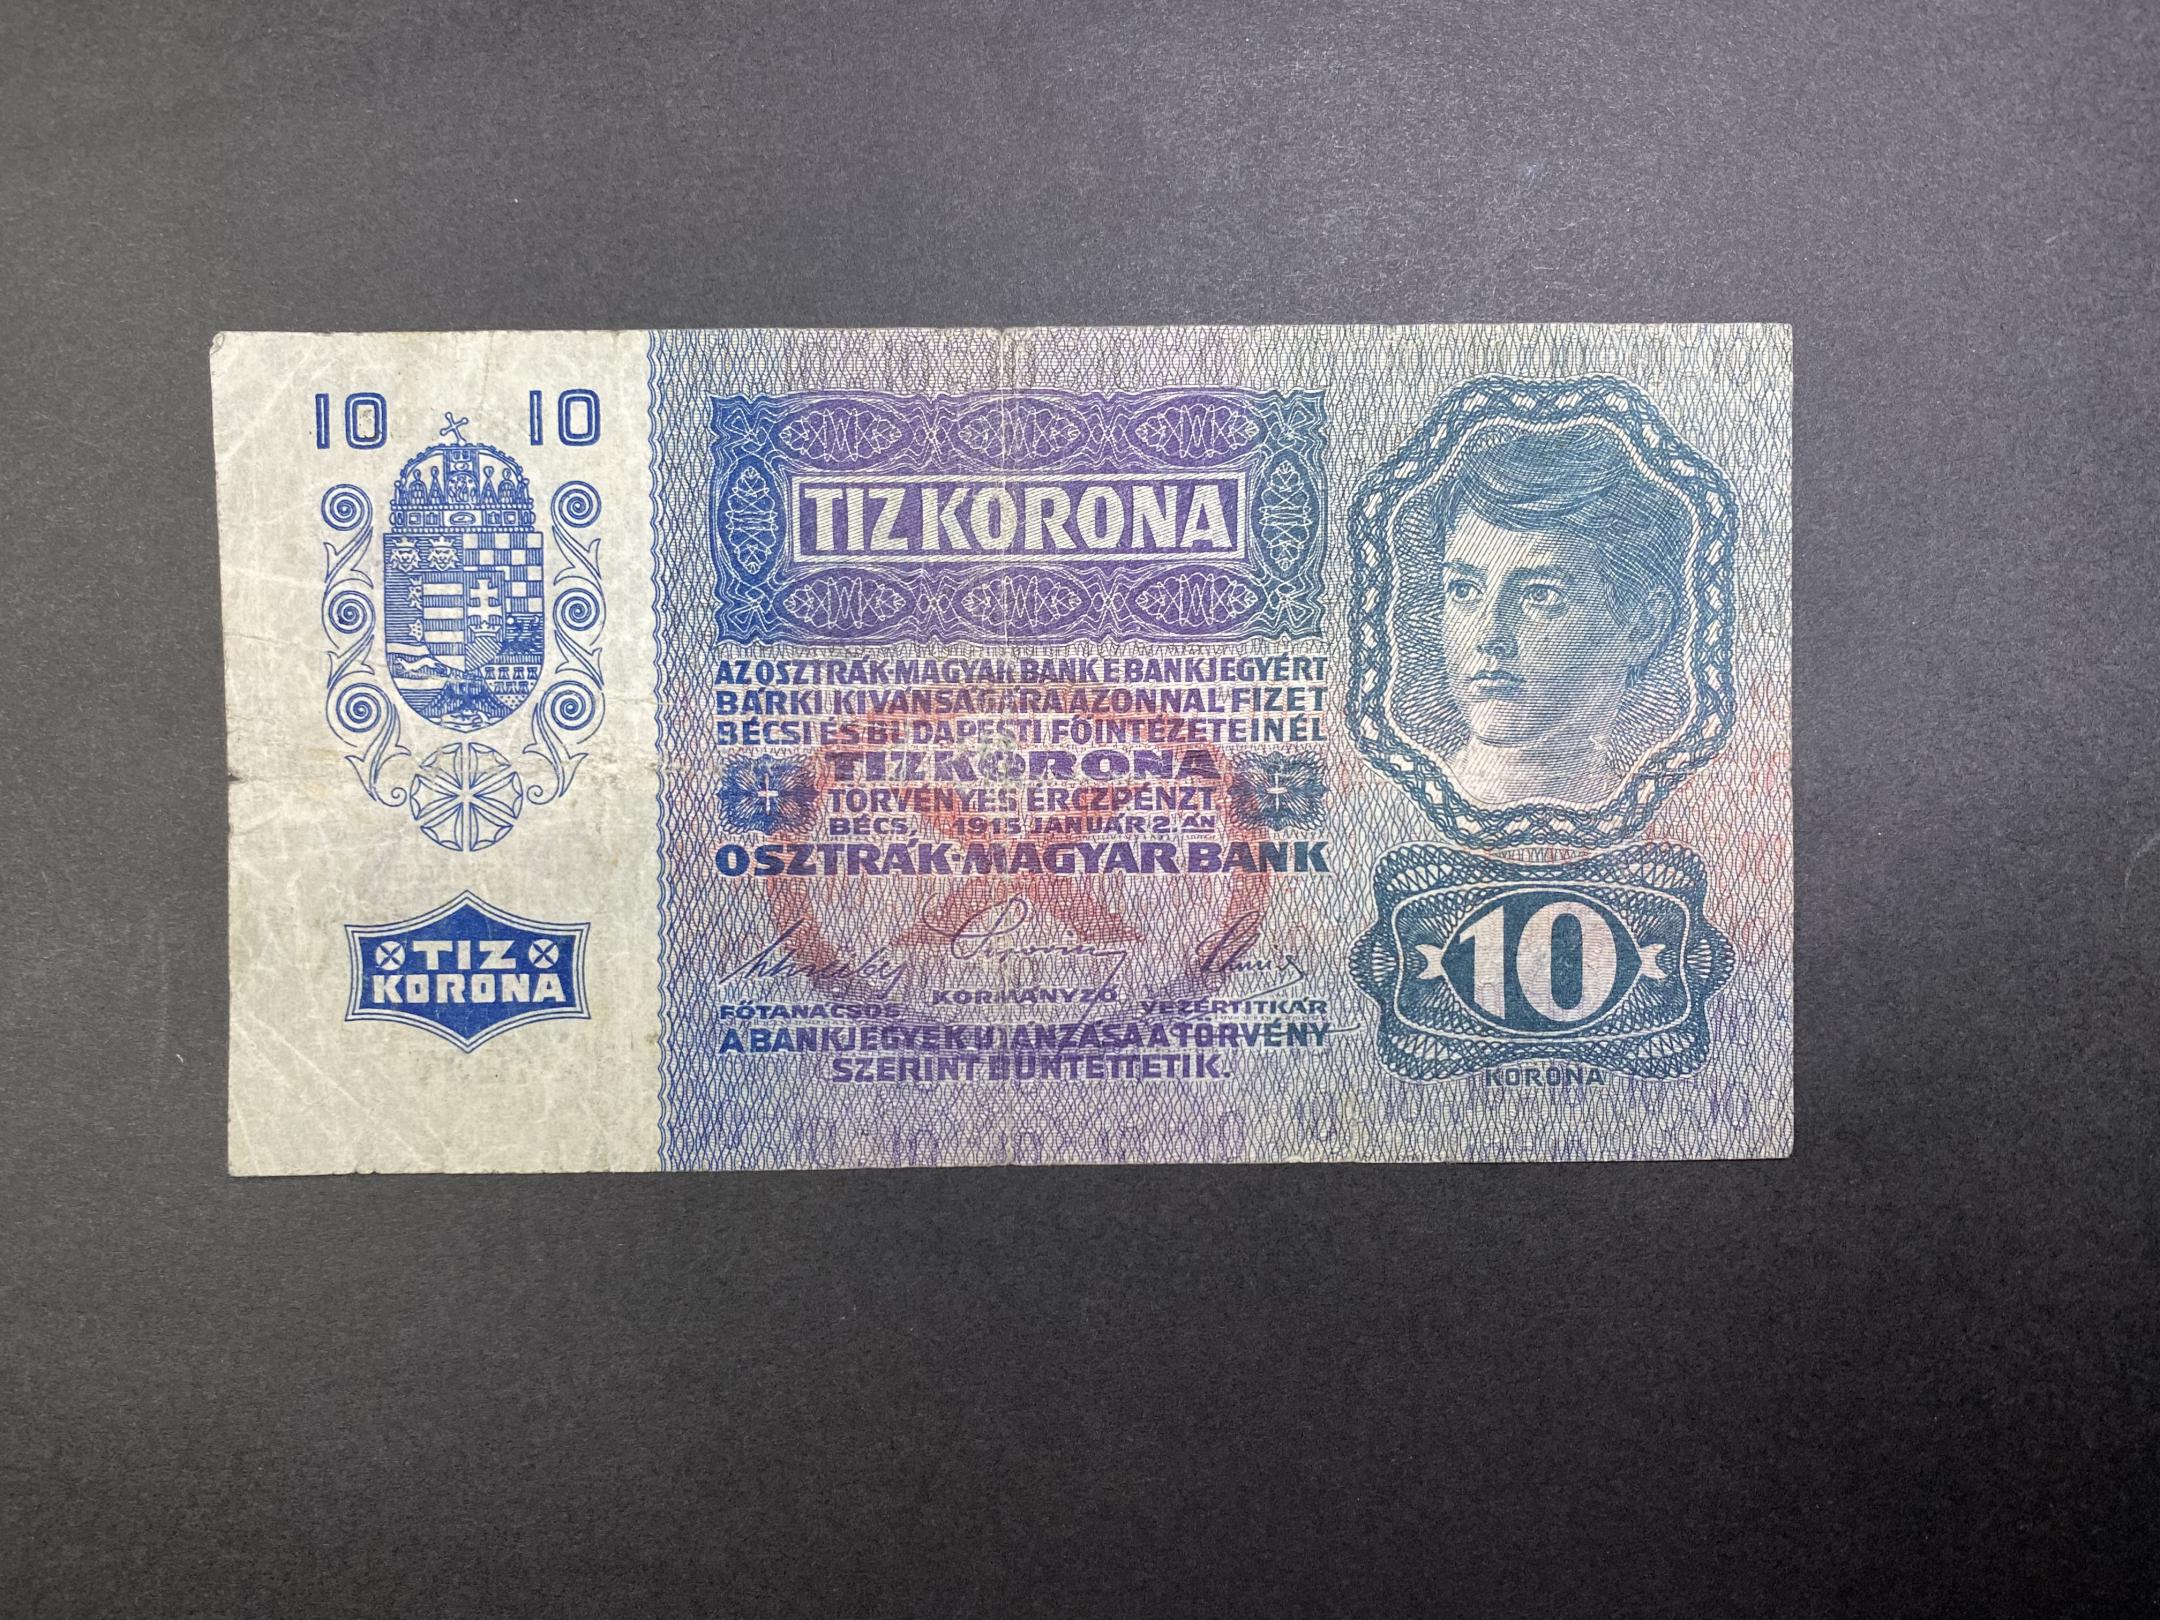 10 10
TIZ KORONA
AZ OSZTRÁK-MAGYAR BANK E BANKJEGYÉRT
BÁRKI KIVÁNSÁGÁRA AZONNAL FIZET
BÉCSI ÉS BUDAPESTI FŐINTÉZETEINÉL
TIZ KORONA
TÖRVÉNYES ÉRCZPÉNZT.
BÉCS, 1915 JANUÁR 2.ÁN
OSZTRÁK-MAGYAR BANK
FŐTANÁCSOS KORMÁNYZÓ VEZÉRTITKÁR
A BANKJEGYEK UTÁNZÁSA A TÖRVÉNY
SZERINT BÜNTETTETIK.
TIZ
KORONA
10
KORONA